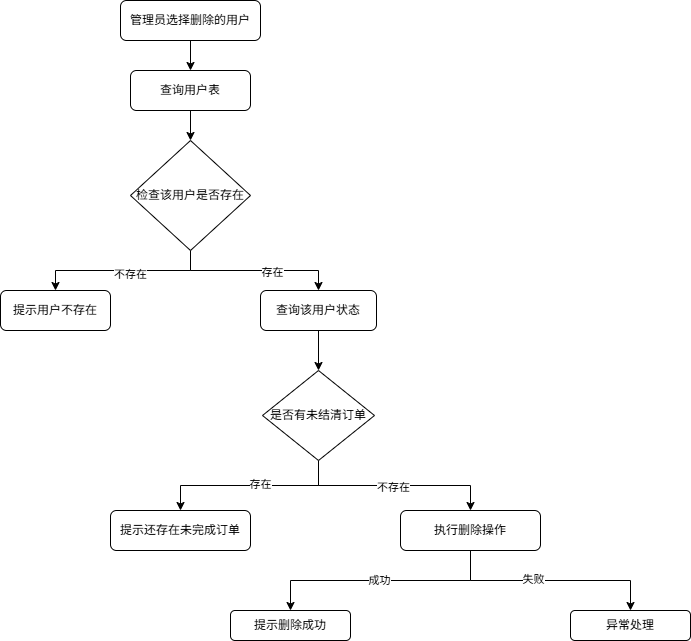 管理员选择删除的用户
查询用户表
检查该用户是否存在
不存在
存在
提示用户不存在
查询该用户状态
是否有未结清订单
存在
不存在
提示还存在未完成订单
执行删除操作
成功
失败
提示删除成功
异常处理